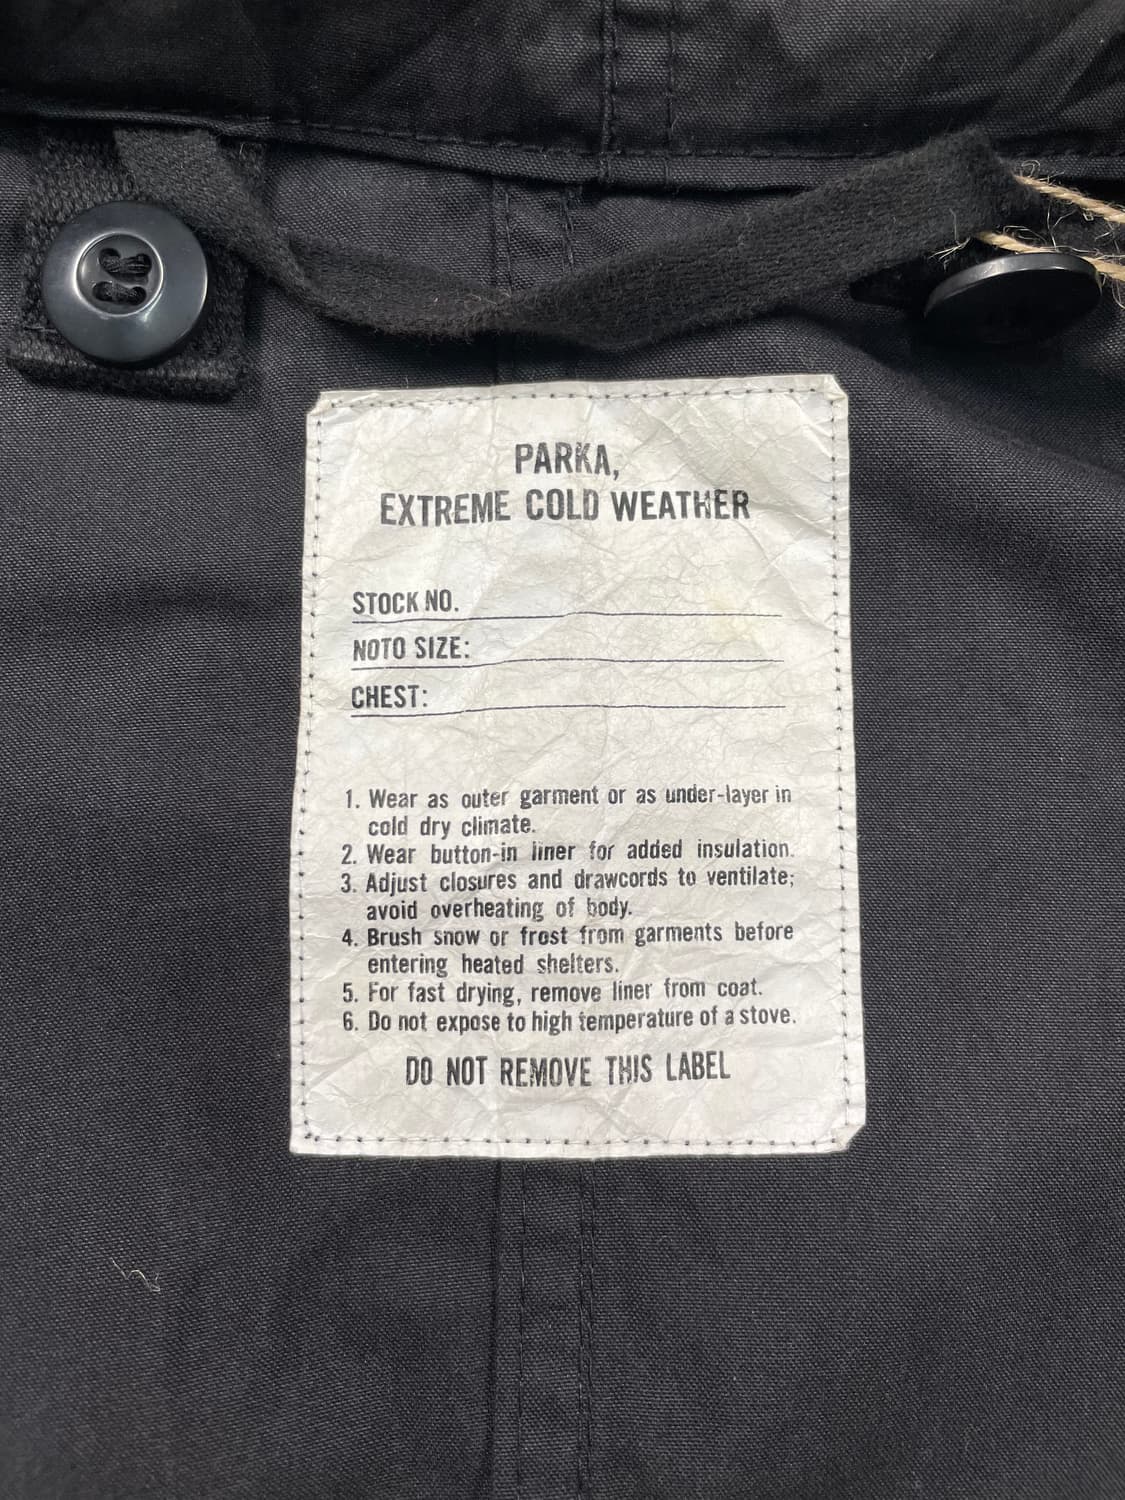 PARKA,
EXTREME COLD WEATHER
STOCK NO.
NOTO SIZE:
CHEST:
1. Wear as outer garment or as under-layer in
cold dry climate.
2. Wear button-in liner for added insulation.
3. Adjust closures and drawcords to ventilate;
avoid overheating of body.
4. Brush snow or frost from garments before
entering heated shelters.
5. For fast drying, remove liner from coat.
6. Do not expose to high temperature of a stove.
DO NOT REMOVE THIS LABEL